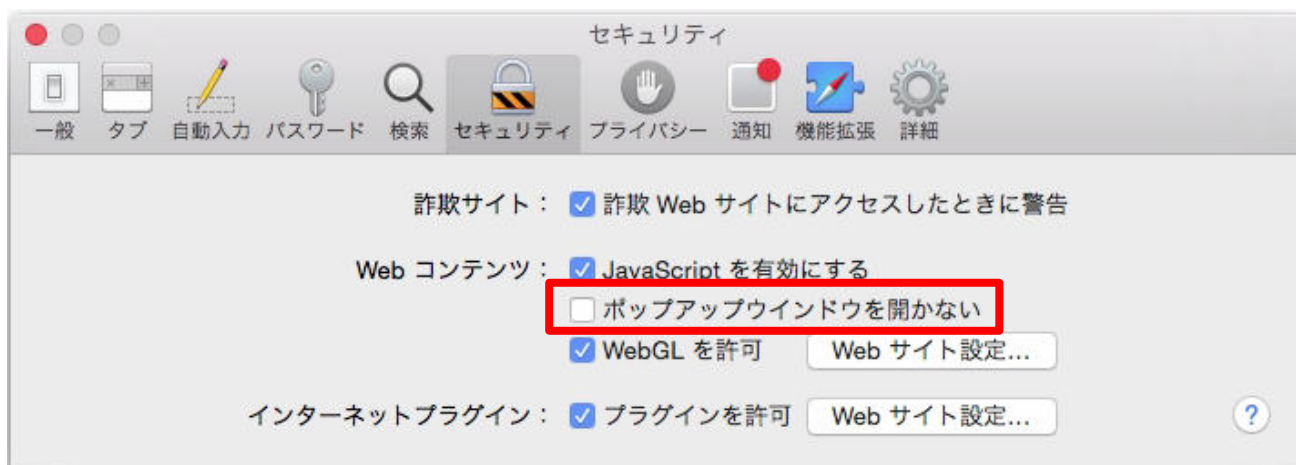 セキュリティ
一般 タブ 自動入力 パスワード 検索 セキュリティ プライバシー 通知 機能拡張 詳細
詐欺サイト： 詐欺 Web サイトにアクセスしたときに警告
Web コンテンツ： JavaScript を有効にする
ポップアップウインドウを開かない
WebGL を許可 Web サイト設定...
インターネットプラグイン： プラグインを許可 Web サイト設定... ?